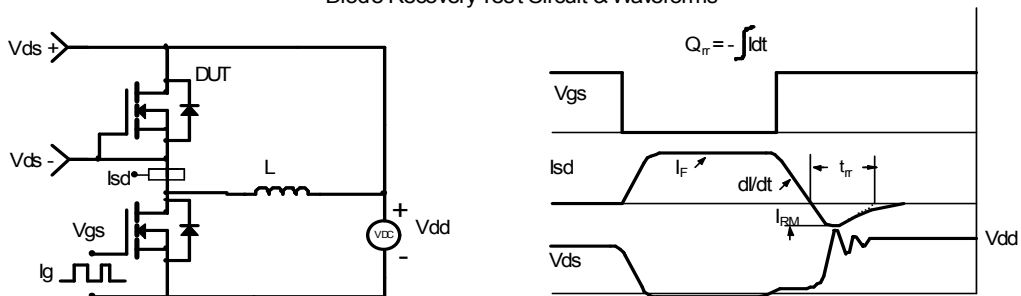 Diode Recovery Test Circuit & Waveforms
Vds +
DUT
Vds -
Isd
L
Vgs
Ig
VDC
+
-
Vdd
Qrr = - ∫ Idt
Vgs
Isd
IF
dI/dt
trr
IRM
Vdd
Vds